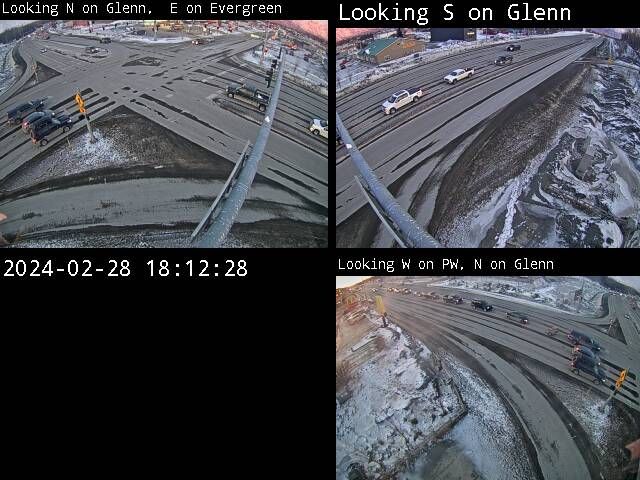 Looking N on Glenn,  E on Evergreen
Looking S on Glenn
2024-02-28 18:12:28
Looking W on PW, N on Glenn